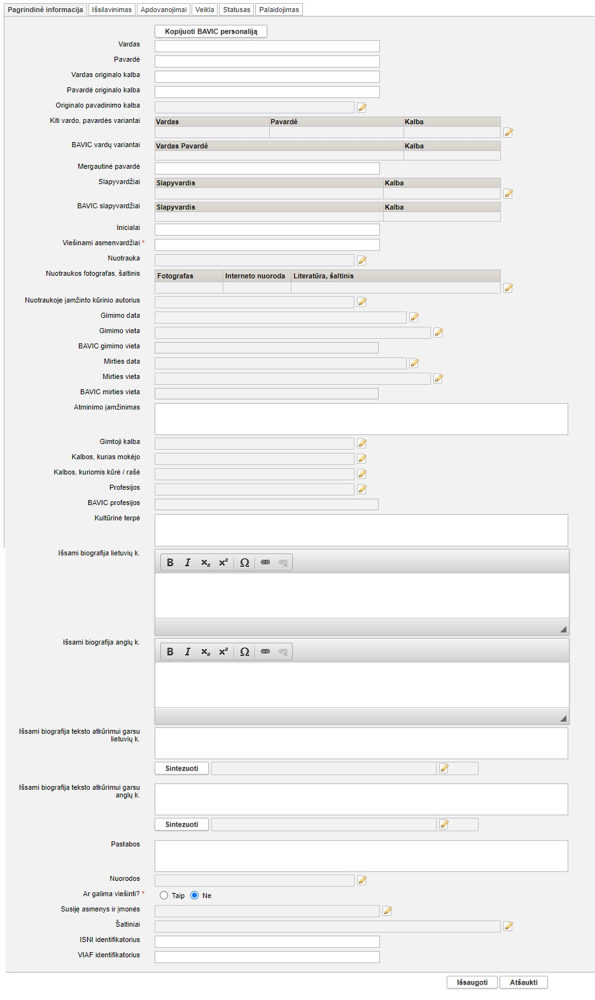 Pagrindinė informacija Išsilavinimas Apdovanojimai Veikla Statusas Palaidojimas
Kopijuoti BAVIC personaliją
Vardas
Pavardė
Vardas originalo kalba
Pavardė originalo kalba
Originalo pavadinimo kalba
Kiti vardo, pavardės variantai Vardas Pavardė Kalba
BAVIC vardų variantai Vardas Pavardė Kalba
Mergautinė pavardė
Slapyvardžiai Slapyvardis Kalba
BAVIC slapyvardžiai Slapyvardis Kalba
Inicialai
Viešinami asmenvardžiai *
Nuotrauka
Nuotraukos fotografas, šaltinis Fotografas Interneto nuoroda Literatūra, šaltinis
Nuotraukoje įamžinto kūrinio autorius
Gimimo data
Gimimo vieta
BAVIC gimimo vieta
Mirties data
Mirties vieta
BAVIC mirties vieta
Atminimo įamžinimas
Gimtoji kalba
Kalbos, kurias mokėjo
Kalbos, kuriomis kūrė / rašė
Profesijos
BAVIC profesijos
Kultūrinė terpė
Išsami biografija lietuvių k.
B I x₂ x² Ω
Išsami biografija anglų k.
B I x₂ x² Ω
Išsami biografija teksto atkūrimui garsu
lietuvių k.
Sintezuoti
Išsami biografija teksto atkūrimui garsu
anglų k.
Sintezuoti
Pastabos
Nuorodos
Ar galima viešinti? * Taip Ne
Susiję asmenys ir įmonės
Šaltiniai
ISNI identifikatorius
VIAF identifikatorius
Išsaugoti Atšaukti